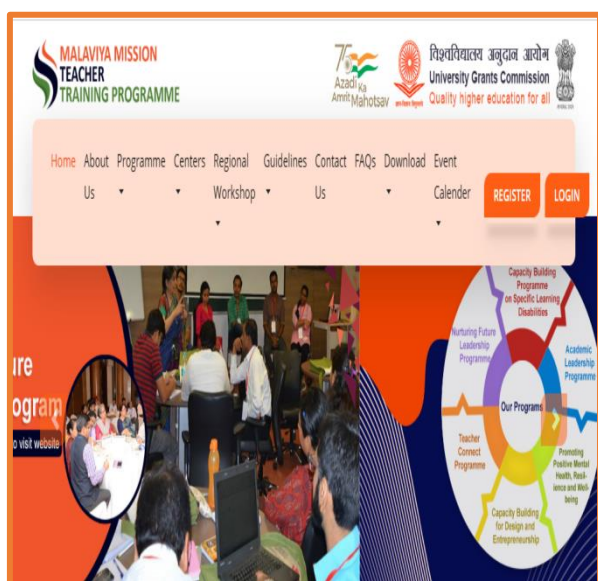 MALAVIYA MISSION
TEACHER
TRAINING PROGRAMME
75
Azadi Ka
Amrit Mahotsav
विश्वविद्यालय अनुदान आयोग
University Grants Commission
Quality higher education for all
Home About Programme Centers Regional Guidelines Contact FAQs Download Event
Us Workshop Us Calender
REGISTER LOGIN
ure
ogram
o visit website
Capacity Building
Programme
on Specific Learning
Disabilities
Nurturing Future
Leadership
Programme
Academic
Leadership
Programme
Our Programs
Teacher
Connect
Programme
Promoting
Positive Mental
Health, Resil-
ience and Well-
being
Capacity Building
for Design and
Entrepreneurship